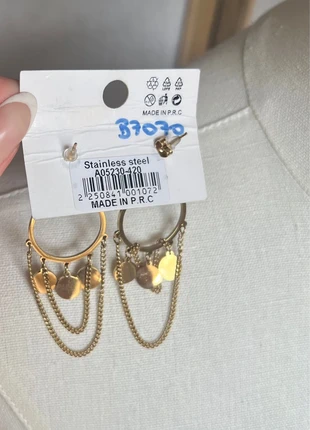 MADE IN P.R.C
B7070
Stainless steel
A05230-420
2 250841 001072
MADE IN P.R.C